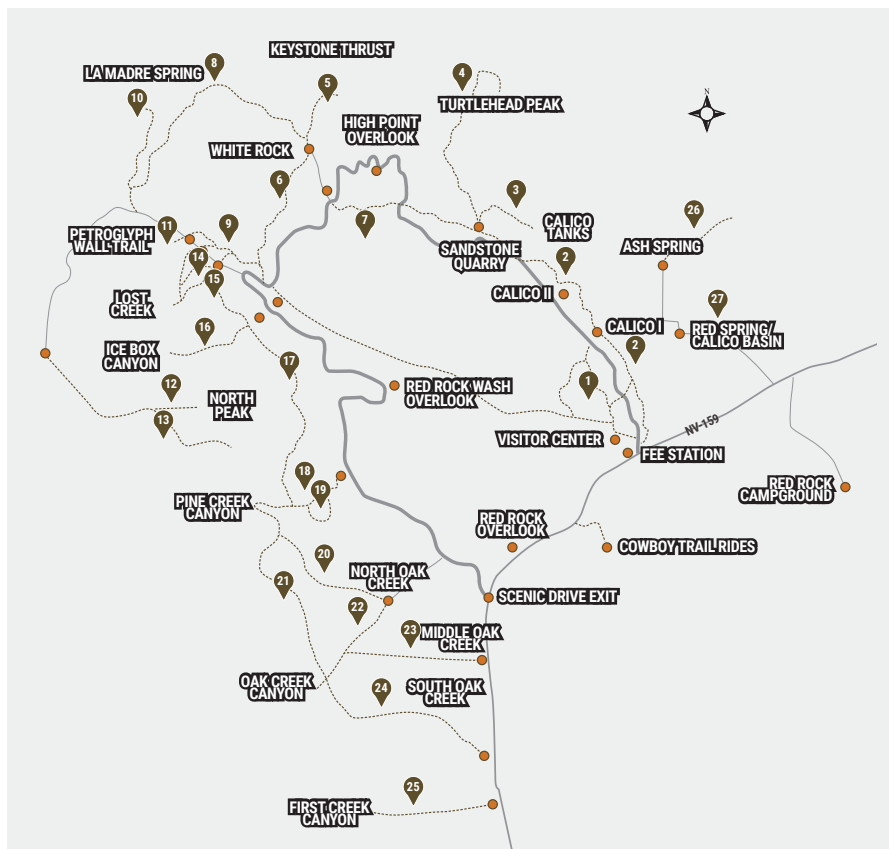 KEYSTONE THRUST
8
LA MADRE SPRING
5
4
10
TURTLEHEAD PEAK
N
HIGH POINT
OVERLOOK
WHITE ROCK
6
3
26
11
9
7
CALICO
TANKS
PETROGLYPH
WALL TRAIL
ASH SPRING
SANDSTONE
QUARRY
14
2
15
CALICO II
LOST
CREEK
27
16
CALICO I
RED SPRING/
CALICO BASIN
ICE BOX
CANYON
2
17
12
1
RED ROCK WASH
OVERLOOK
NORTH
PEAK
13
NV-159
VISITOR CENTER
FEE STATION
18
19
RED ROCK
CAMPGROUND
PINE CREEK
CANYON
RED ROCK
OVERLOOK
COWBOY TRAIL RIDES
20
NORTH OAK
CREEK
21
SCENIC DRIVE EXIT
22
23
MIDDLE OAK
CREEK
OAK CREEK
CANYON
24
SOUTH OAK
CREEK
25
FIRST CREEK
CANYON